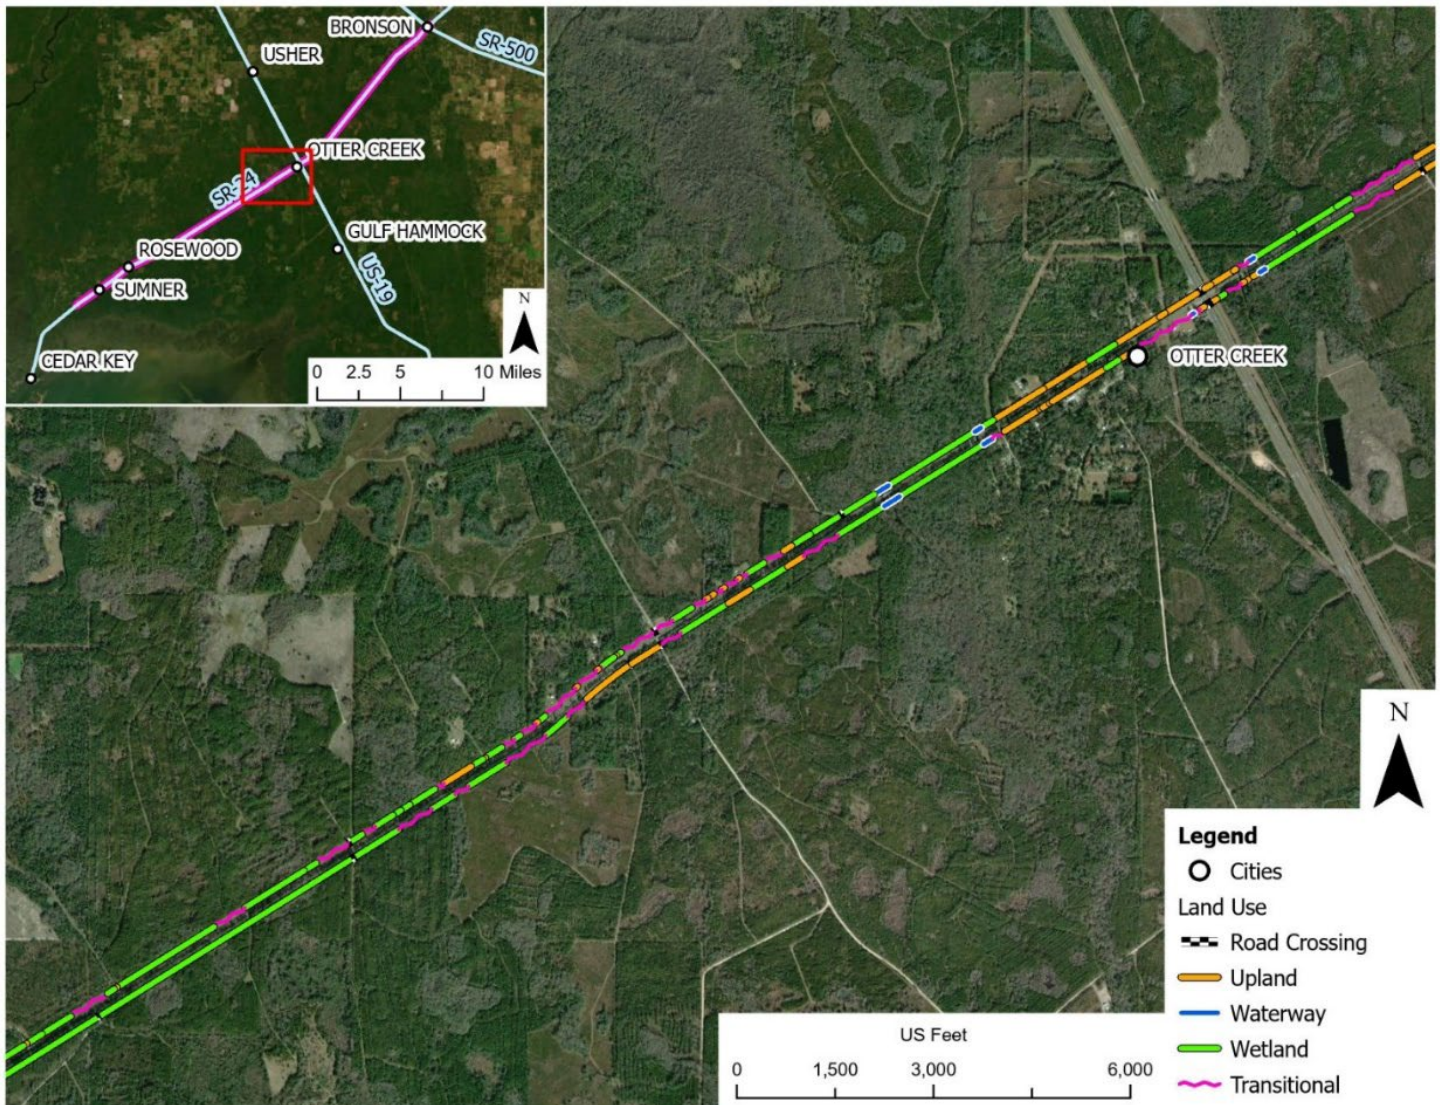 BRONSON
SR-500
USHER
OTTER CREEK
SR-24
GULF HAMMOCK
ROSEWOOD
US-19
SUMNER
N
CEDAR KEY
0 2.5 5 10 Miles
OTTER CREEK
N
Legend
Cities
Land Use
Road Crossing
Upland
Waterway
Wetland
Transitional
US Feet
0 1,500 3,000 6,000